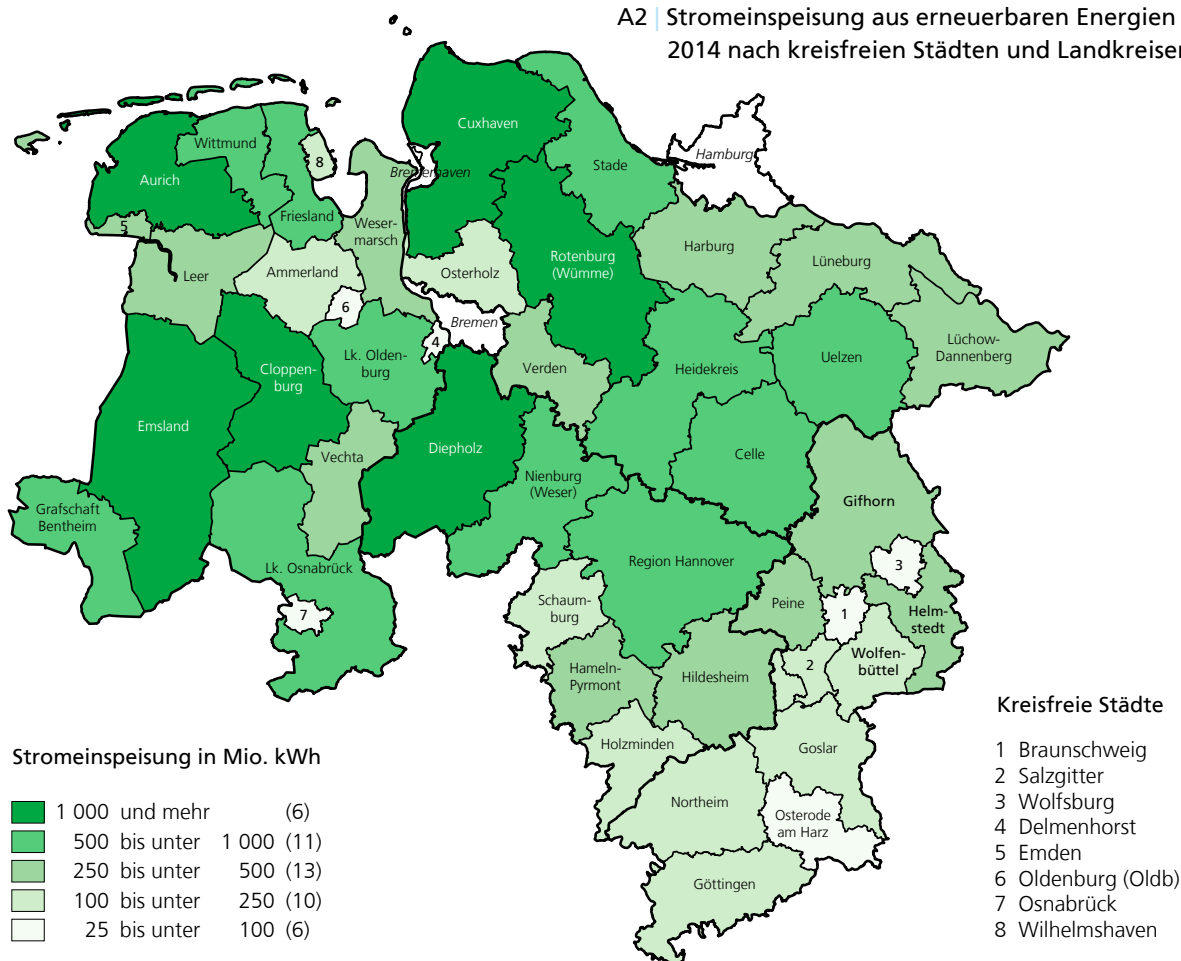 A2 | Stromeinspeisung aus erneuerbaren Energien
2014 nach kreisfreien Städten und Landkreisen
Cuxhaven
Wittmund
8
Bremerhaven
Stade
Hamburg
Aurich
Friesland
5
Weser-
marsch
Harburg
Lüneburg
Leer
Ammerland
Osterholz
Rotenburg
(Wümme)
6
Bremen
4
Lüchow-
Dannenberg
Uelzen
Lk. Olden-
burg
Cloppen-
burg
Verden
Heidekreis
Emsland
Vechta
Diepholz
Celle
Nienburg
(Weser)
Gifhorn
Grafschaft
Bentheim
Lk. Osnabrück
Region Hannover
3
7
Schaum-
burg
Peine
1
Helm-
stedt
Wolfen-
büttel
2
Hameln-
Pyrmont
Hildesheim
Holzminden
Goslar
Northeim
Osterode
am Harz
Göttingen
Stromeinspeisung in Mio. kWh
1 000 und mehr (6)
500 bis unter 1 000 (11)
250 bis unter 500 (13)
100 bis unter 250 (10)
25 bis unter 100 (6)
Kreisfreie Städte
1 Braunschweig
2 Salzgitter
3 Wolfsburg
4 Delmenhorst
5 Emden
6 Oldenburg (Oldb)
7 Osnabrück
8 Wilhelmshaven